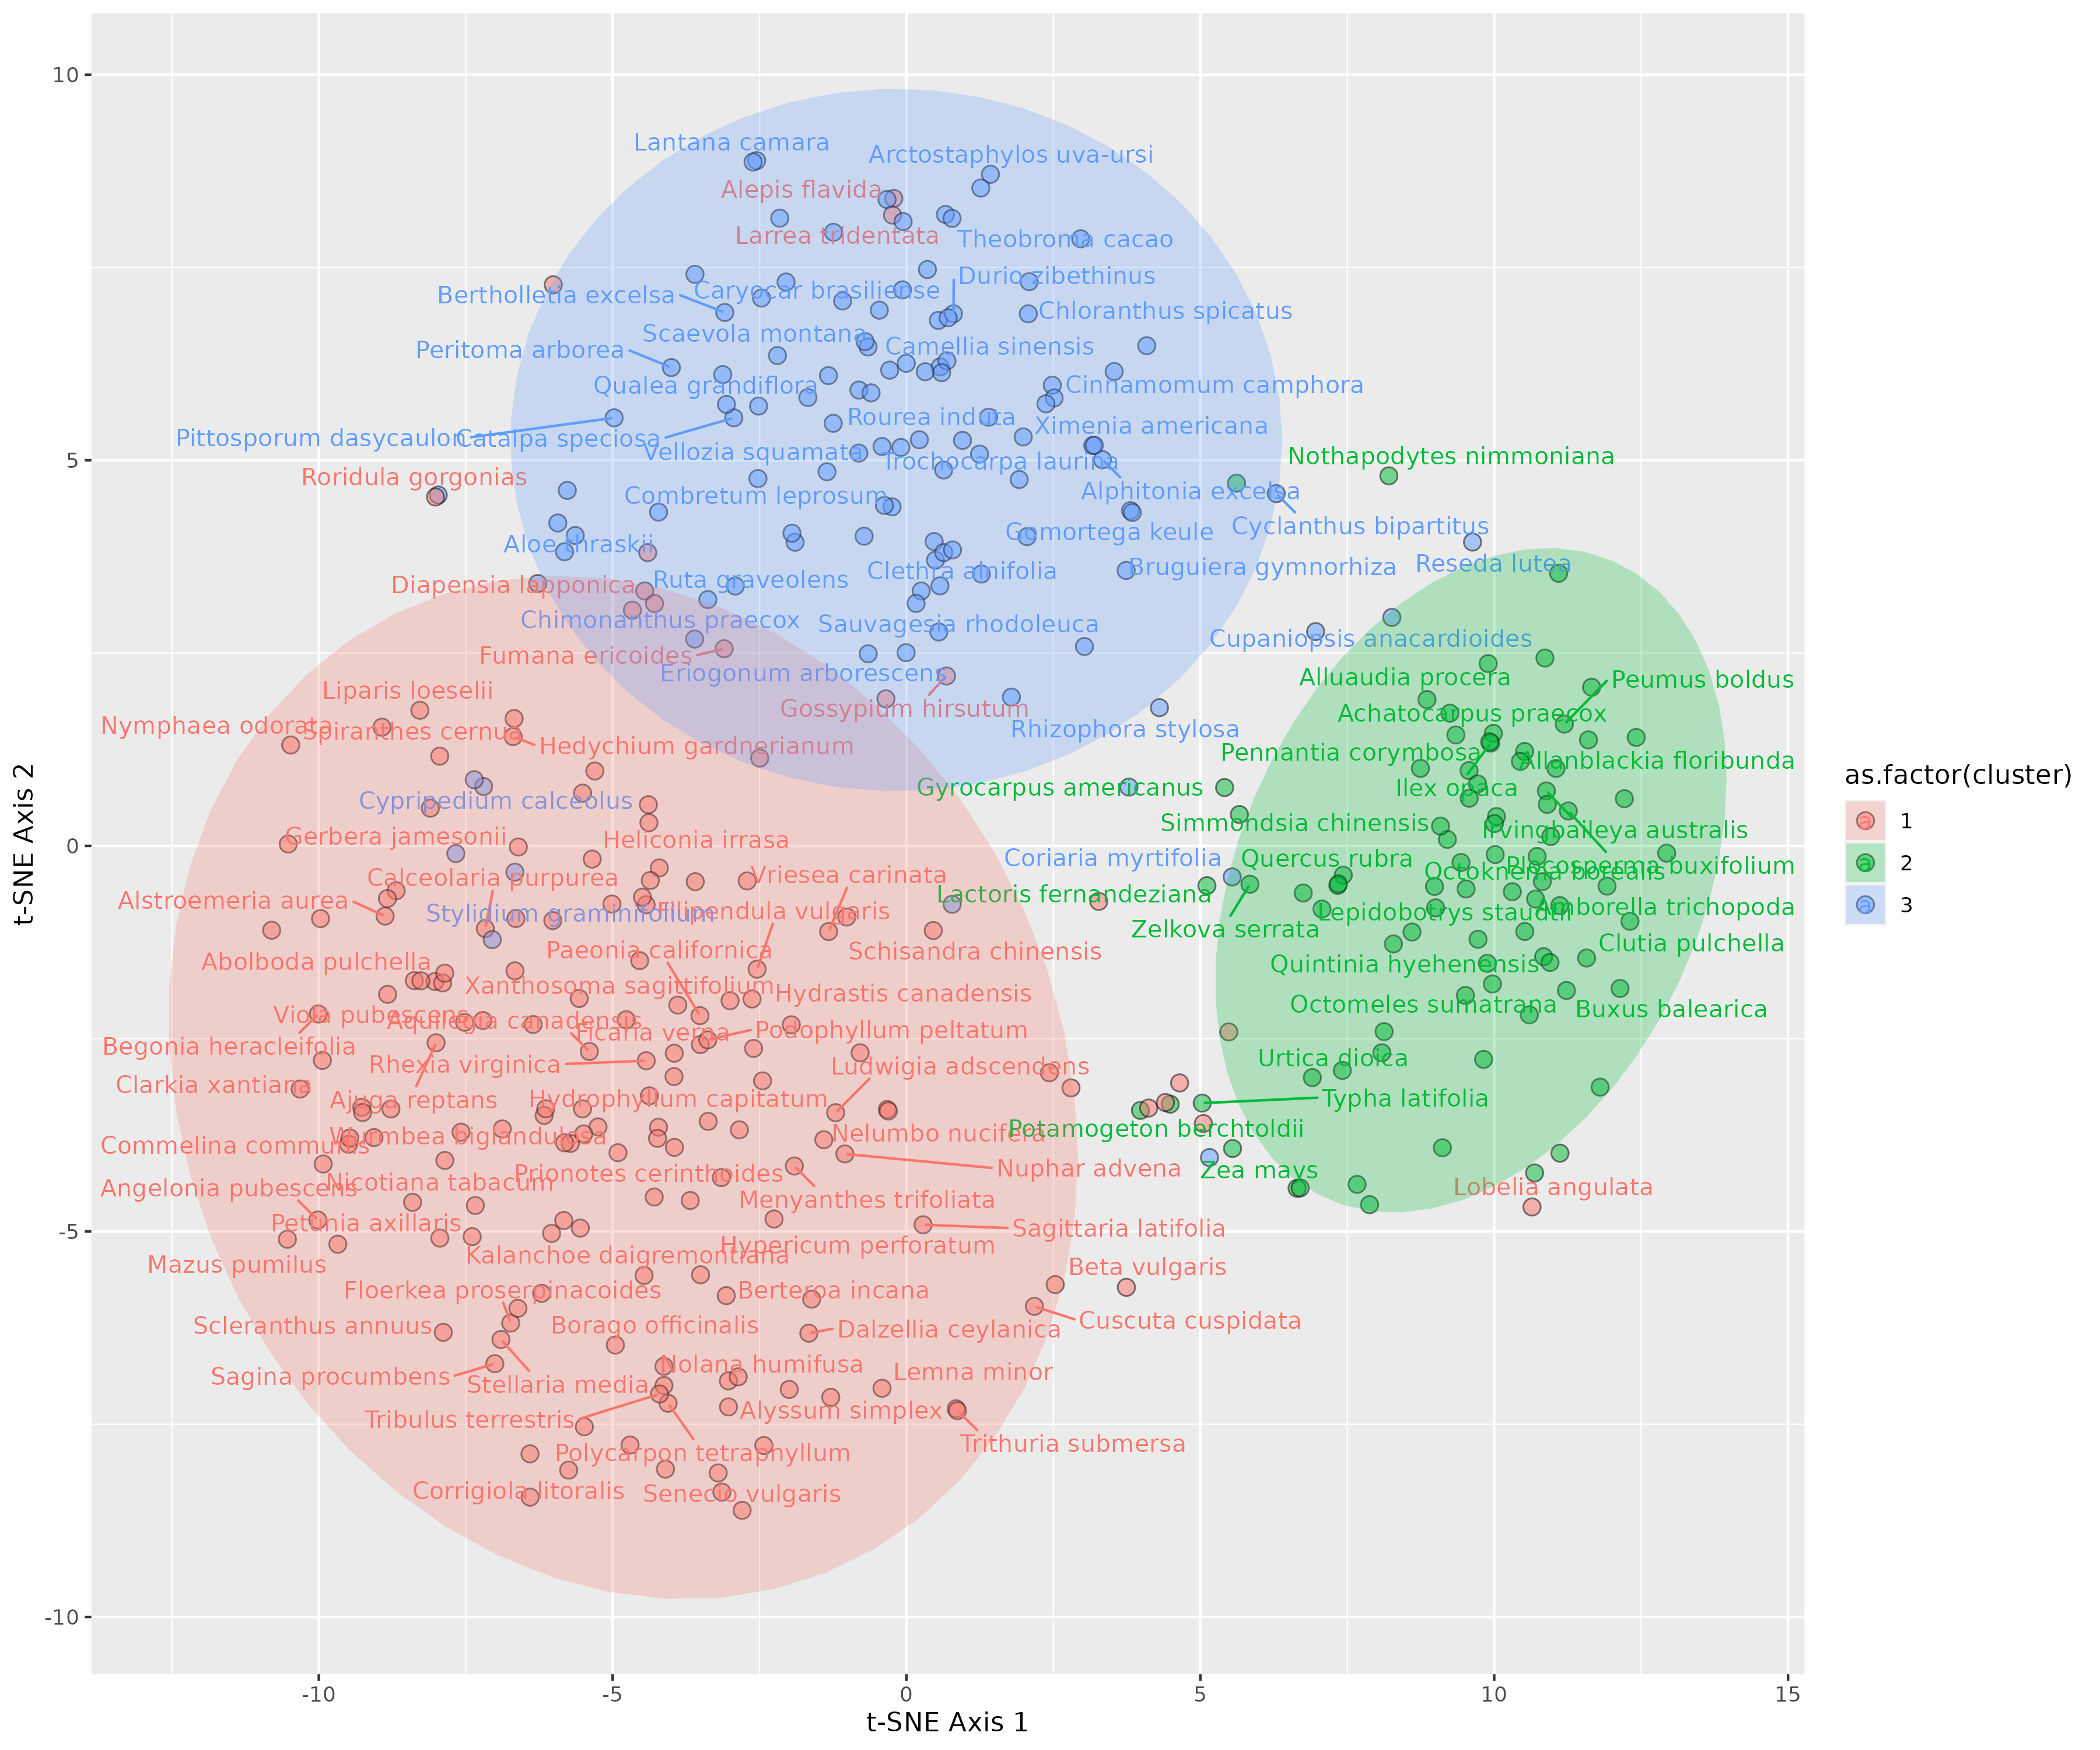 10
Lantana camara
Arctostaphylos uva-ursi
Alepis flavida
Larrea tridentata
Theobroma cacao
Durio zibethinus
Bertholletia excelsa
Caryocar brasiliense
Chloranthus spicatus
Scaevola montana
Peritoma arborea
Camellia sinensis
Qualea grandiflora
Cinnamomum camphora
Rourea induta
Ximenia americana
Pittosporum dasycaulon
Catalpa speciosa
Vellozia squamata
Trochocarpa laurina
Nothapodytes nimmoniana
5
Roridula gorgonias
Combretum leprosum
Alphitonia excelsa
Gomortega keule
Cyclanthus bipartitus
Aloe thraskii
Clethra alnifolia
Bruguiera gymnorhiza
Reseda lutea
Diapensia lapponica
Ruta graveolens
Chimonanthus praecox
Sauvagesia rhodoleuca
Cupaniopsis anacardioides
Fumana ericoides
Eriogonum arborescens
Alluaudia procera
Peumus boldus
Liparis loeselii
Gossypium hirsutum
Achatocarpus praecox
Nymphaea odorata
Spiranthes cernua
Hedychium gardnerianum
Rhizophora stylosa
Pennantia corymbosa
Allanblackia floribunda
Cypripedium calceolus
Gyrocarpus americanus
Ilex opaca
t-SNE Axis 2
as.factor(cluster)
1
2
3
Gerbera jamesonii
Heliconia irrasa
Simmondsia chinensis
Irvingbaileya australis
0
Coriaria myrtifolia
Quercus rubra
Octoknema borealis
Plocosperma buxifolium
Calceolaria purpurea
Vriesea carinata
Alstroemeria aurea
Lactoris fernandeziana
Stylidium graminifolium
Filipendula vulgaris
Lepidobotrys staudtii
Amborella trichopoda
Zelkova serrata
Paeonia californica
Schisandra chinensis
Clutia pulchella
Abolboda pulchella
Quintinia hyehenensis
Xanthosoma sagittifolium
Hydrastis canadensis
Octomeles sumatrana
Buxus balearica
Viola pubescens
Aquilegia canadensis
Ficaria verna
Podophyllum peltatum
Begonia heracleifolia
Rhexia virginica
Ludwigia adscendens
Urtica dioica
Clarkia xantiana
Ajuga reptans
Hydrophyllum capitatum
Typha latifolia
Commelina communis
Wurmbea biglandulosa
Nelumbo nucifera
Potamogeton berchtoldii
Nuphar advena
Zea mays
Angelonia pubescens
Nicotiana tabacum
Prionotes cerinthoides
Menyanthes trifoliata
Lobelia angulata
Petunia axillaris
Sagittaria latifolia
-5
Hypericum perforatum
Mazus pumilus
Kalanchoe daigremontiana
Beta vulgaris
Floerkea proserpinacoides
Berteroa incana
Scleranthus annuus
Borago officinalis
Dalzellia ceylanica
Cuscuta cuspidata
Nolana humifusa
Lemna minor
Sagina procumbens
Stellaria media
Tribulus terrestris
Alyssum simplex
Trithuria submersa
Polycarpon tetraphyllum
Corrigiola litoralis
Senecio vulgaris
-10
-10
-5
0
5
10
15
t-SNE Axis 1